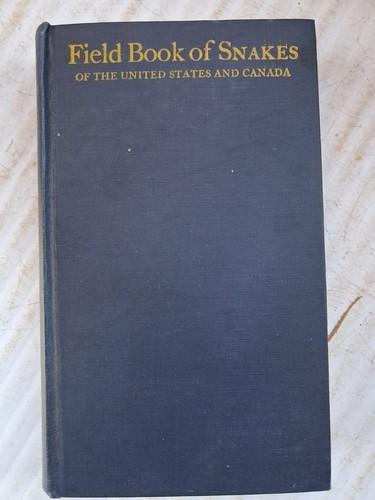 Field Book of SNAKES
OF THE UNITED STATES AND CANADA